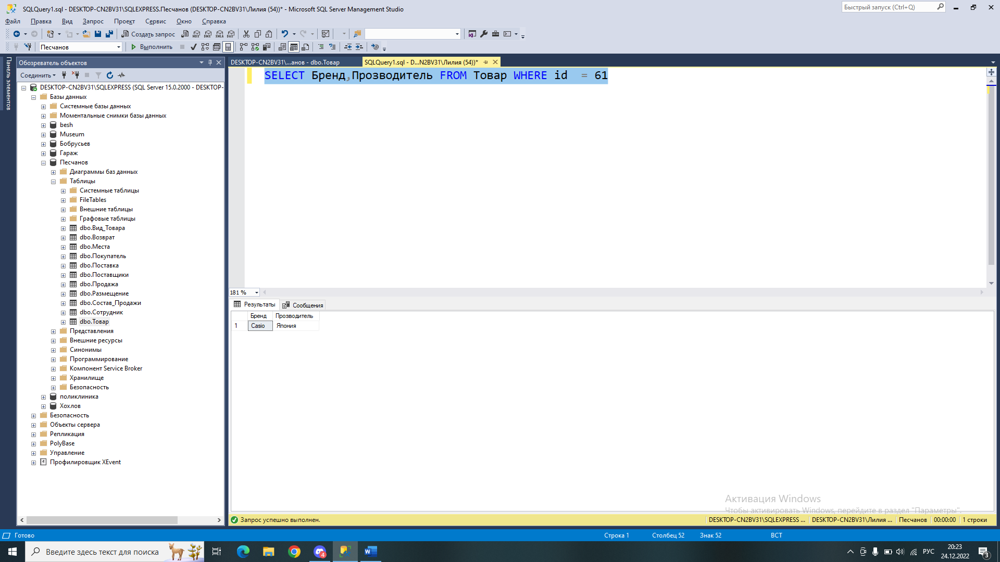 SQLQuery1.sql - DESKTOP-CN2BV31\SQLEXPRESS.Песчанов (DESKTOP-CN2BV31\Лилия (54))* - Microsoft SQL Server Management Studio
Быстрый запуск (Ctrl+Q)
Файл Правка Вид Запрос Проект Сервис Окно Справка
Создать запрос
MDX DMX XMLA DAX
Песчанов
Выполнить
Панель элементов
Обозреватель объектов
DESKTOP-CN2BV31\...анов - dbo.Товар
SQLQuery1.sql - D...N2BV31\Лилия (54))*
Соединить
SELECT Бренд,Прозводитель FROM Товар WHERE id = 61
DESKTOP-CN2BV31\SQLEXPRESS (SQL Server 15.0.2000 - DESKTOP-
Базы данных
Системные базы данных
Моментальные снимки базы данных
besh
Museum
Бобрусьев
Гараж
Песчанов
Диаграммы баз данных
Таблицы
Системные таблицы
FileTables
Внешние таблицы
Графовые таблицы
dbo.Вид_Товара
dbo.Возврат
dbo.Места
dbo.Покупатель
dbo.Поставка
dbo.Поставщики
dbo.Продажа
dbo.Размещение
dbo.Состав_Продажи
dbo.Сотрудник
dbo.Товар
Представления
Внешние ресурсы
Синонимы
Программирование
Компонент Service Broker
Хранилище
Безопасность
поликлиника
Хохлов
Безопасность
Объекты сервера
Репликация
PolyBase
Управление
Профилировщик XEvent
181 %
Результаты Сообщения
Бренд Прозводитель
1 Casio Япония
Активация Windows
Чтобы активировать Windows, перейдите в раздел "Параметры".
Запрос успешно выполнен.
DESKTOP-CN2BV31\SQLEXPRESS ... DESKTOP-CN2BV31\Лилия ... Песчанов 00:00:00 1 строки
Готово
Строка 1 Столбец 52 Знак 52 ВСТ
Введите здесь текст для поиска
4
РУС
20:23
24.12.2022
3